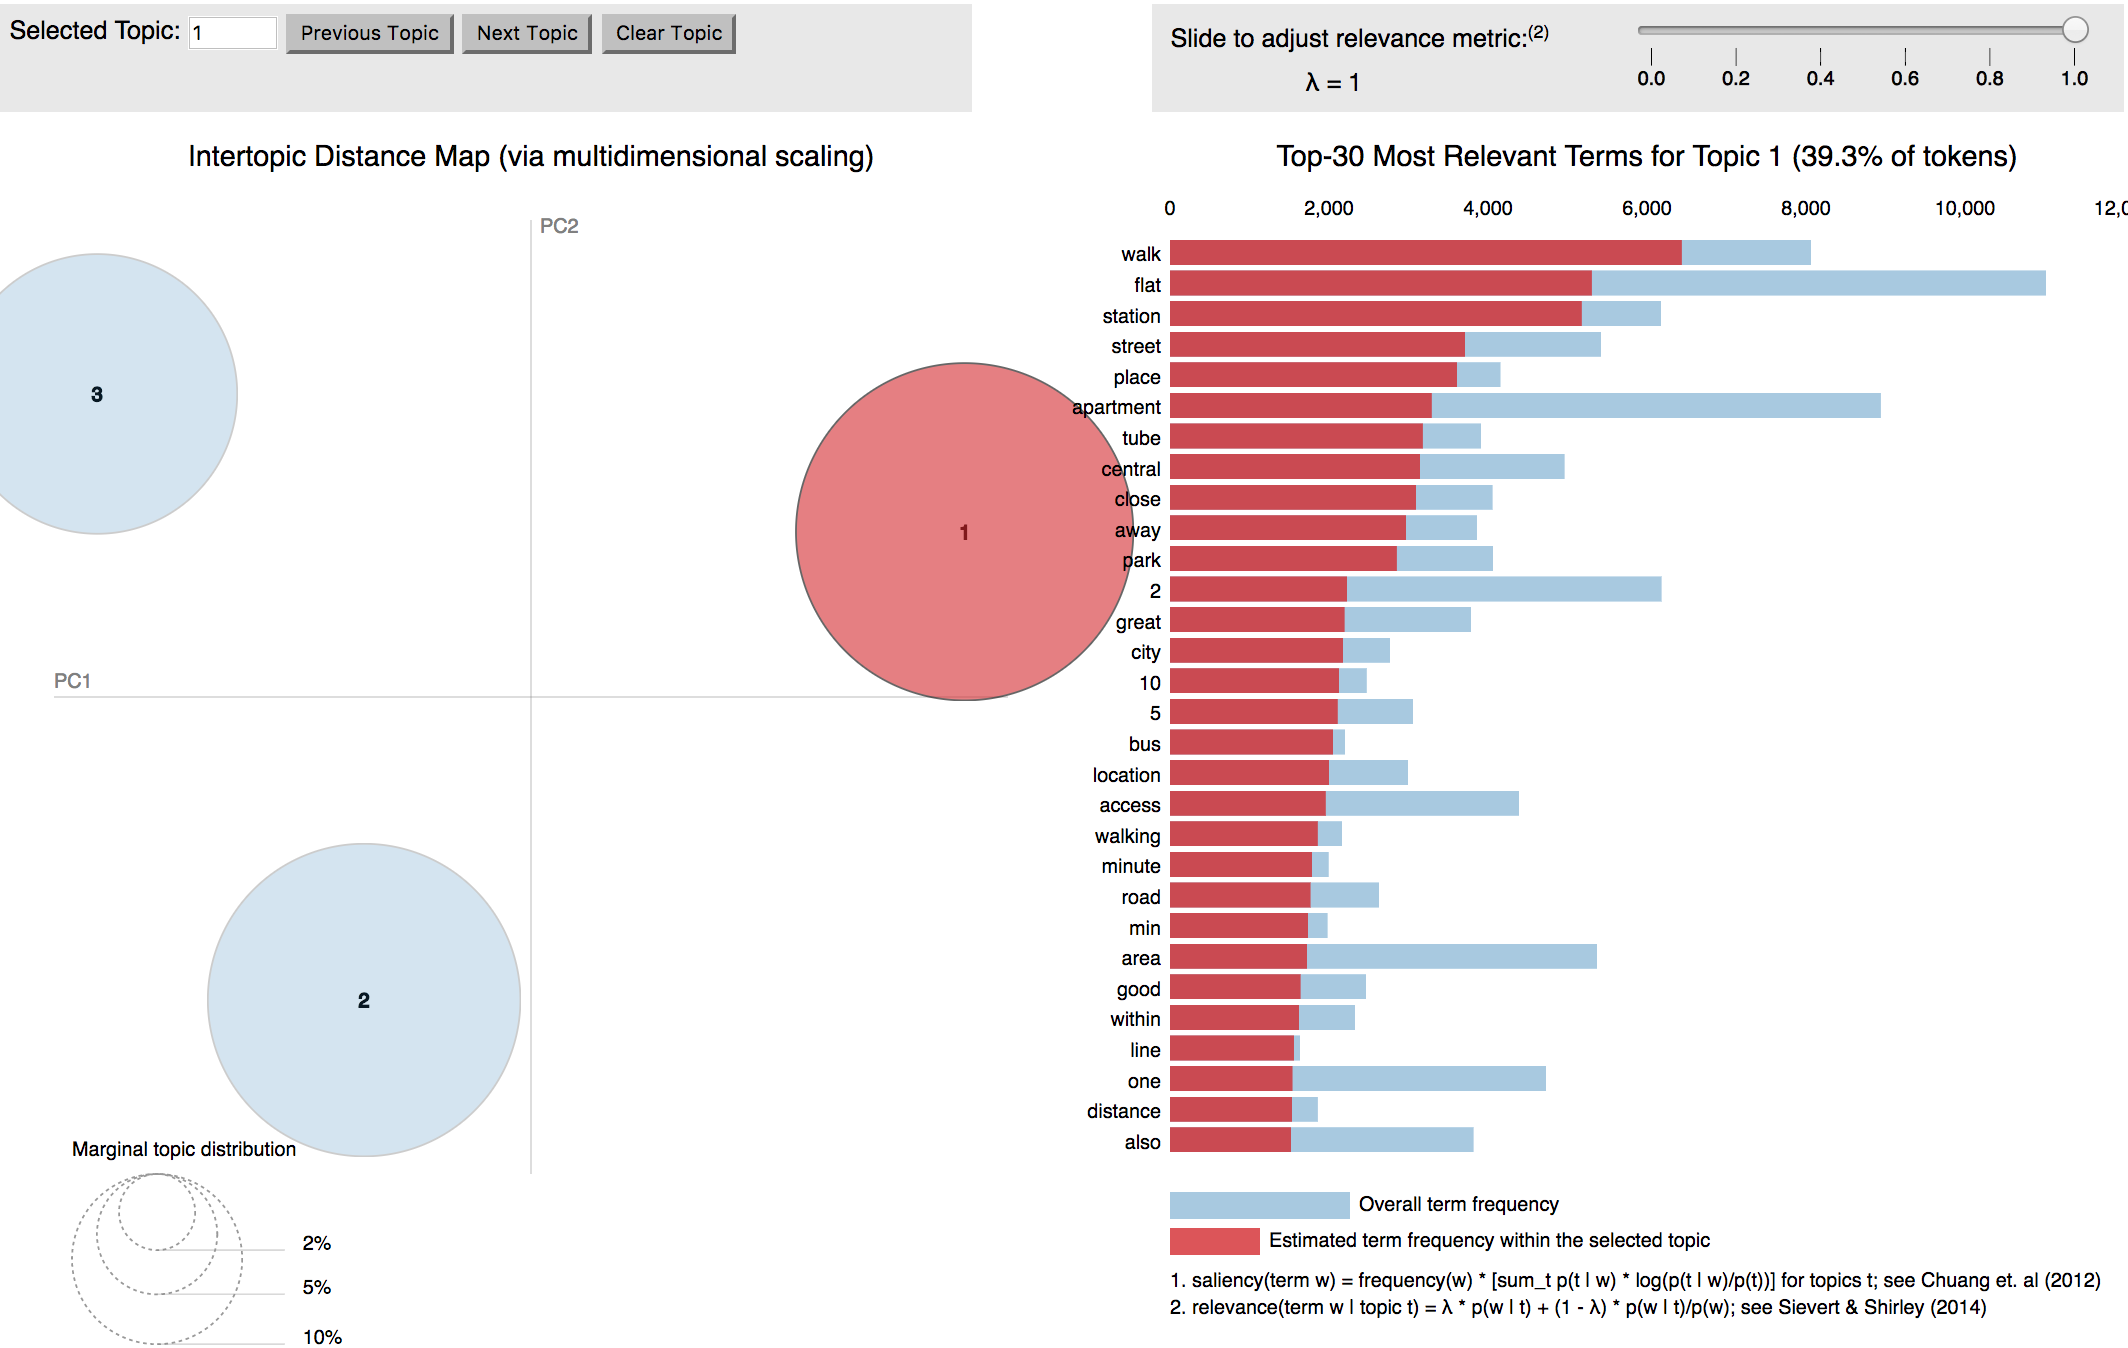 Selected Topic: 1 Previous Topic Next Topic Clear Topic
Slide to adjust relevance metric:(2)
λ = 1
0.0 0.2 0.4 0.6 0.8 1.0
Intertopic Distance Map (via multidimensional scaling)
PC2
PC1
3
1
2
Marginal topic distribution
2%
5%
10%
Top-30 Most Relevant Terms for Topic 1 (39.3% of tokens)
0 2,000 4,000 6,000 8,000 10,000
walk
flat
station
street
place
apartment
tube
central
close
away
park
2
great
city
10
5
bus
location
access
walking
minute
road
min
area
good
within
line
one
distance
also
Overall term frequency
Estimated term frequency within the selected topic
1. saliency(term w) = frequency(w) * [sum_t p(t | w) * log(p(t | w)/p(t))] for topics t; see Chuang et. al (2012)
2. relevance(term w | topic t) = λ * p(w | t) + (1 - λ) * p(w | t)/p(w); see Sievert & Shirley (2014)